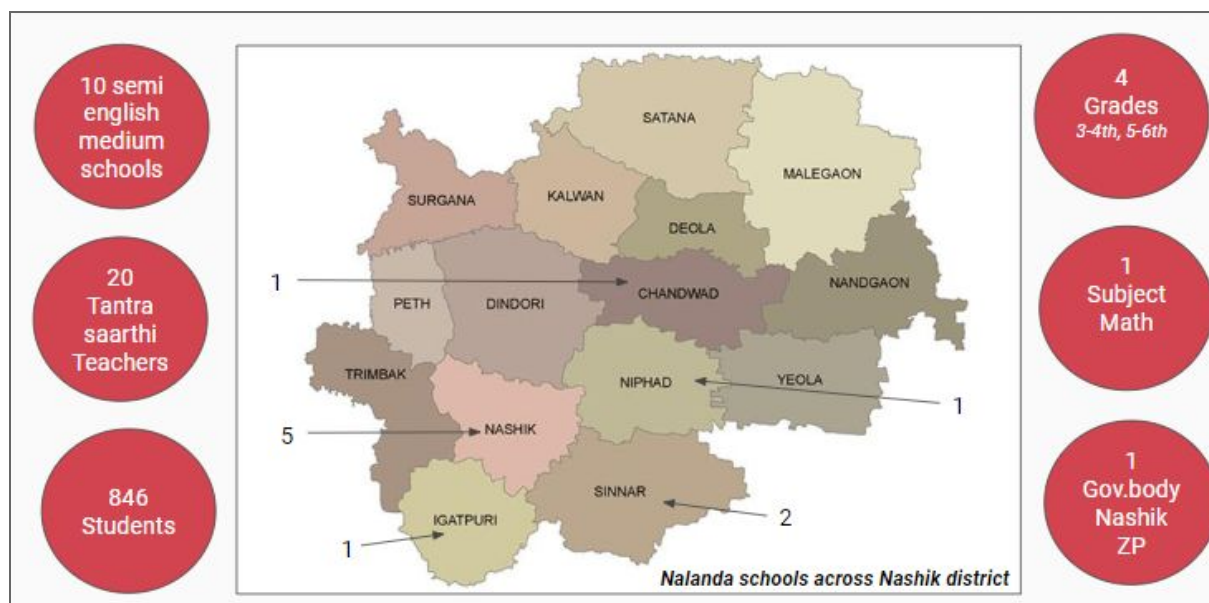 10 semi
english
medium
schools
20
Tantra
saarthi
Teachers
846
Students
SATANA
MALEGAON
SURGANA
KALWAN
DEOLA
1
CHANDWAD
NANDGAON
PETH
DINDORI
TRIMBAK
NIPHAD
YEOLA
1
5
NASHIK
SINNAR
2
IGATPURI
1
Nalanda schools across Nashik district
4
Grades
3-4th, 5-6th
1
Subject
Math
1
Gov.body
Nashik
ZP